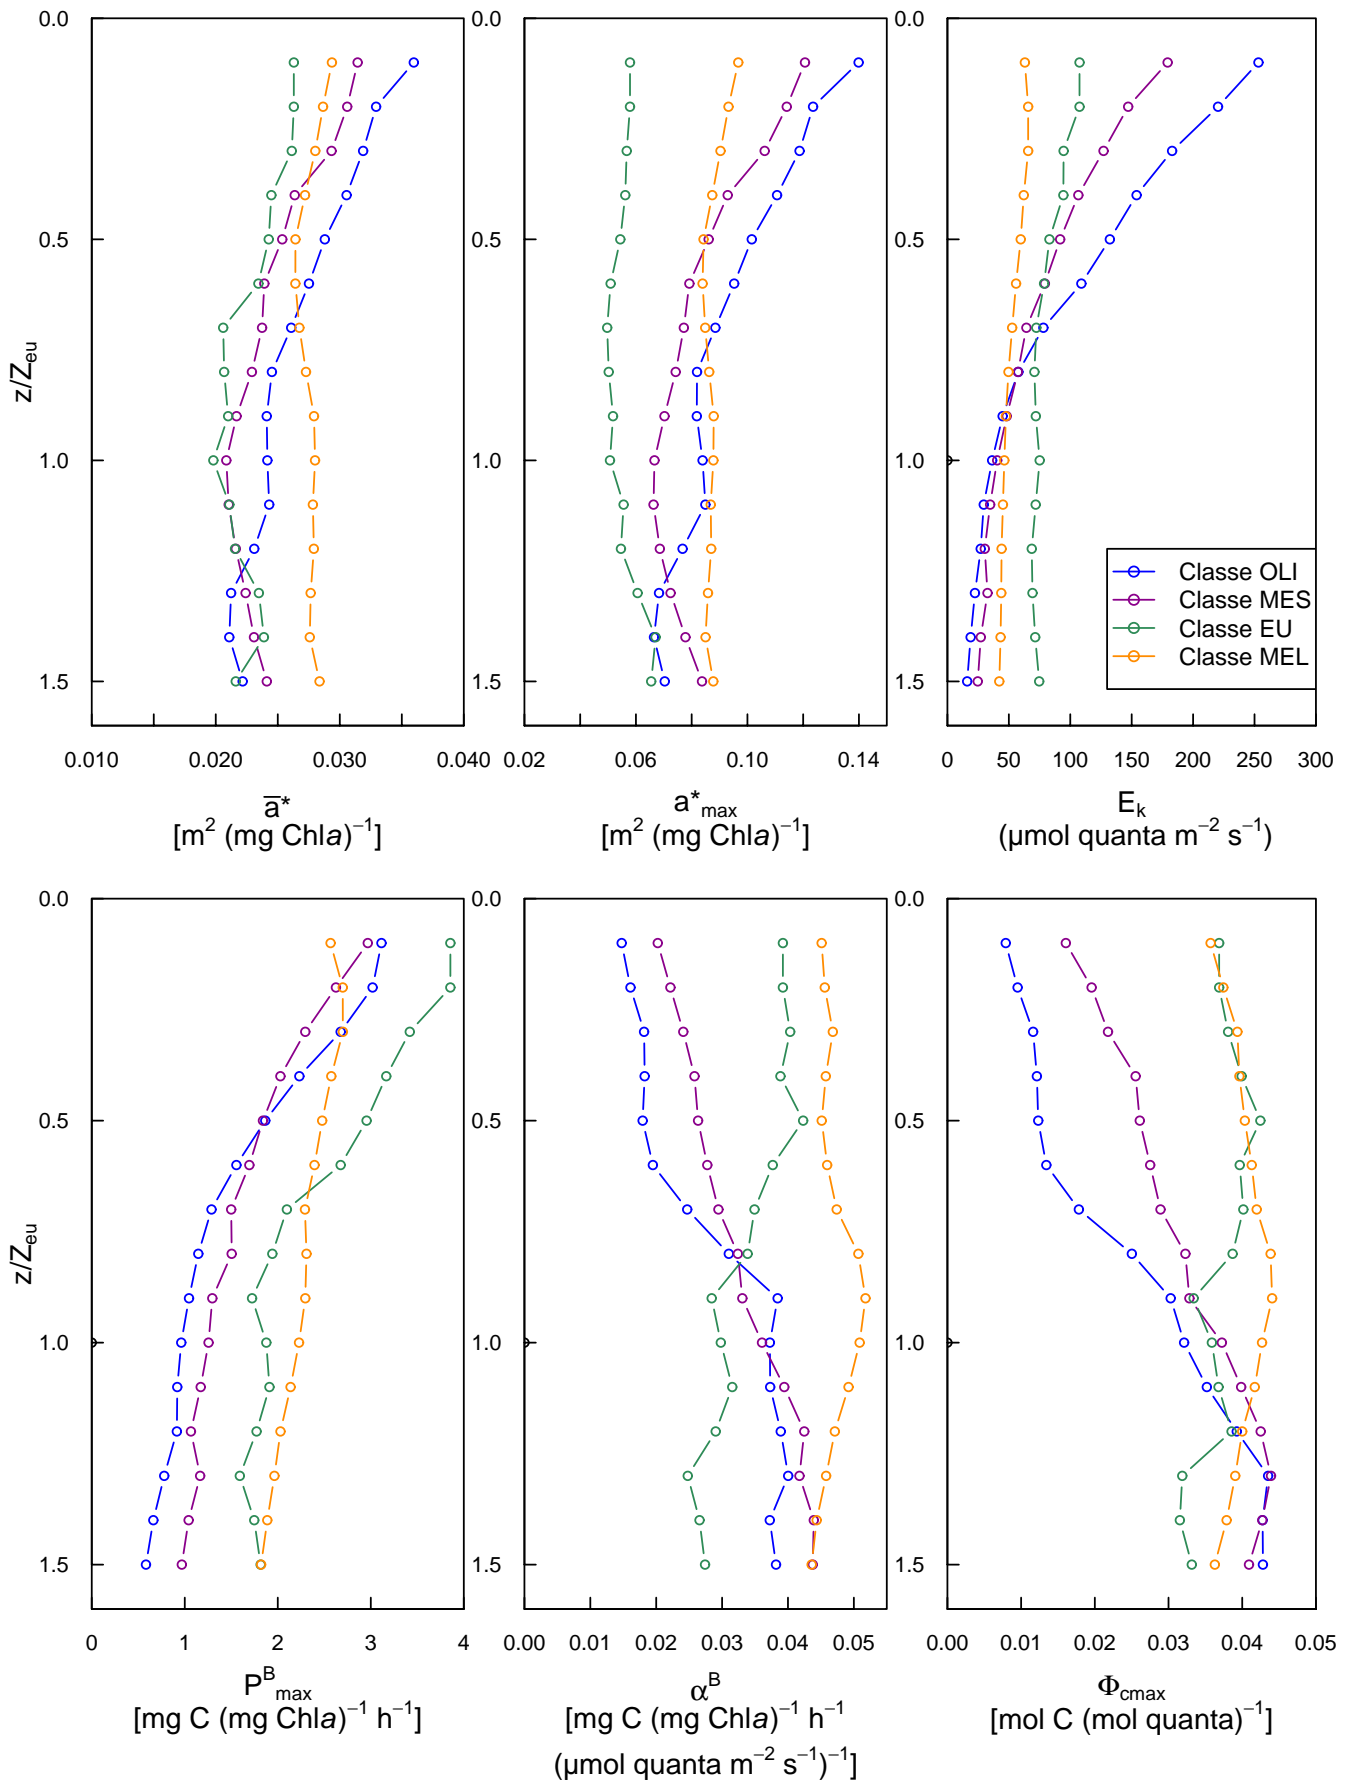 0.0
0.5
1.0
1.5
z/Zeu
0.010 0.020 0.030 0.040
a*
[m² (mg Chla)⁻¹]
0.0
0.5
1.0
1.5
0.02 0.06 0.10 0.14
a*max
[m² (mg Chla)⁻¹]
0.0
0.5
1.0
1.5
Classe OLI
Classe MES
Classe EU
Classe MEL
0 50 100 150 200 250 300
Ek
(µmol quanta m⁻² s⁻¹)
0.0
0.5
1.0
1.5
z/Zeu
0 1 2 3 4
PBmax
[mg C (mg Chla)⁻¹ h⁻¹]
0.0
0.5
1.0
1.5
0.00 0.01 0.02 0.03 0.04 0.05
αB
[mg C (mg Chla)⁻¹ h⁻¹
(µmol quanta m⁻² s⁻¹)⁻¹]
0.0
0.5
1.0
1.5
0.00 0.01 0.02 0.03 0.04 0.05
Φcmax
[mol C (mol quanta)⁻¹]